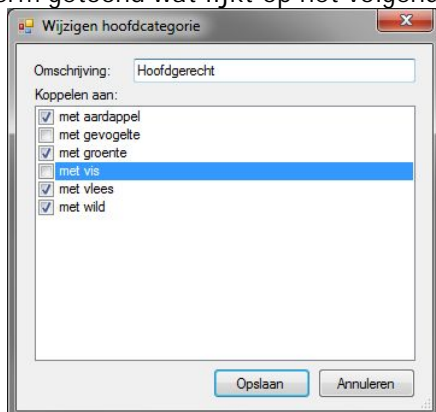 Wijzigen hoofdcategorie
Omschrijving: Hoofdgerecht
Koppelen aan:
met aardappel
met gevogelte
met groente
met vis
met vlees
met wild
Opslaan Annuleren